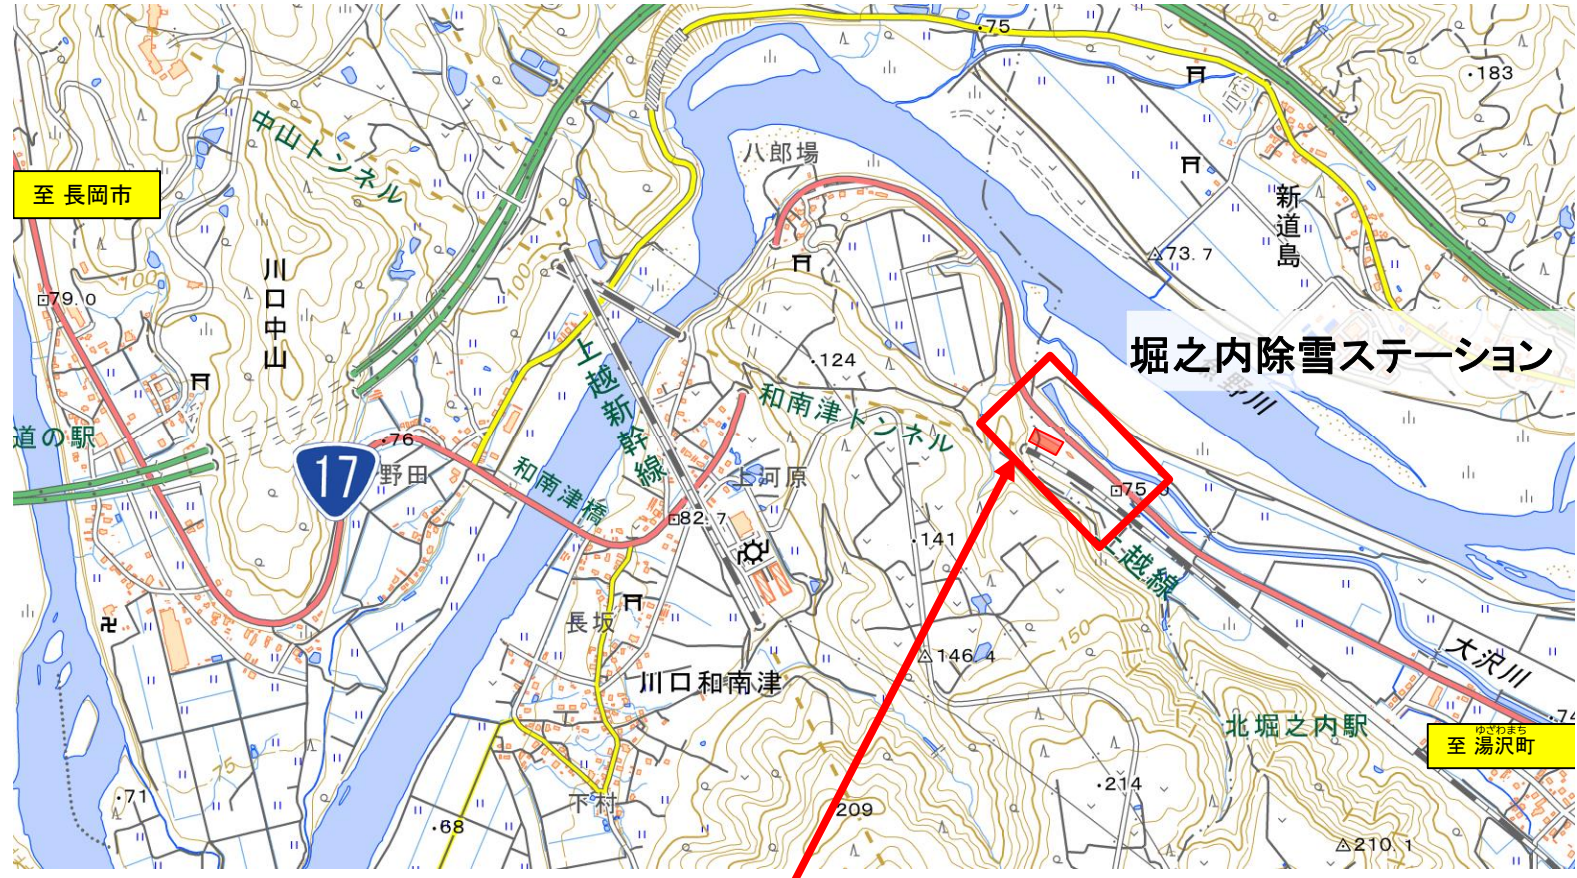 75
183
中山トンネル
八郎場
至 長岡市
新道島
73.7
川口中山
100
100
79.0
堀之内除雪ステーション
上越新幹線
124
魚野川
和南津トンネル
道の駅
76
17
野田
和南津橋
上河原
75
82.7
141
上越線
長坂
150
146.4
大沢川
川口和南津
北堀之内駅
74
ゆざわまち
至 湯沢町
75
71
下村
68
209
214
210.1